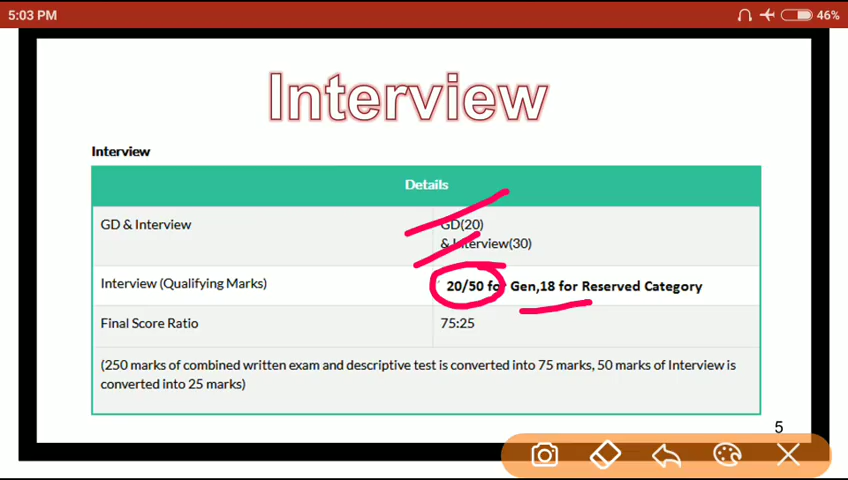 5:03 PM
46%
Interview
Interview
Details
GD & Interview
GD(20)
& Interview(30)
Interview (Qualifying Marks)
20/50 for Gen,18 for Reserved Category
Final Score Ratio
75:25
(250 marks of combined written exam and descriptive test is converted into 75 marks, 50 marks of Interview is
converted into 25 marks)
5